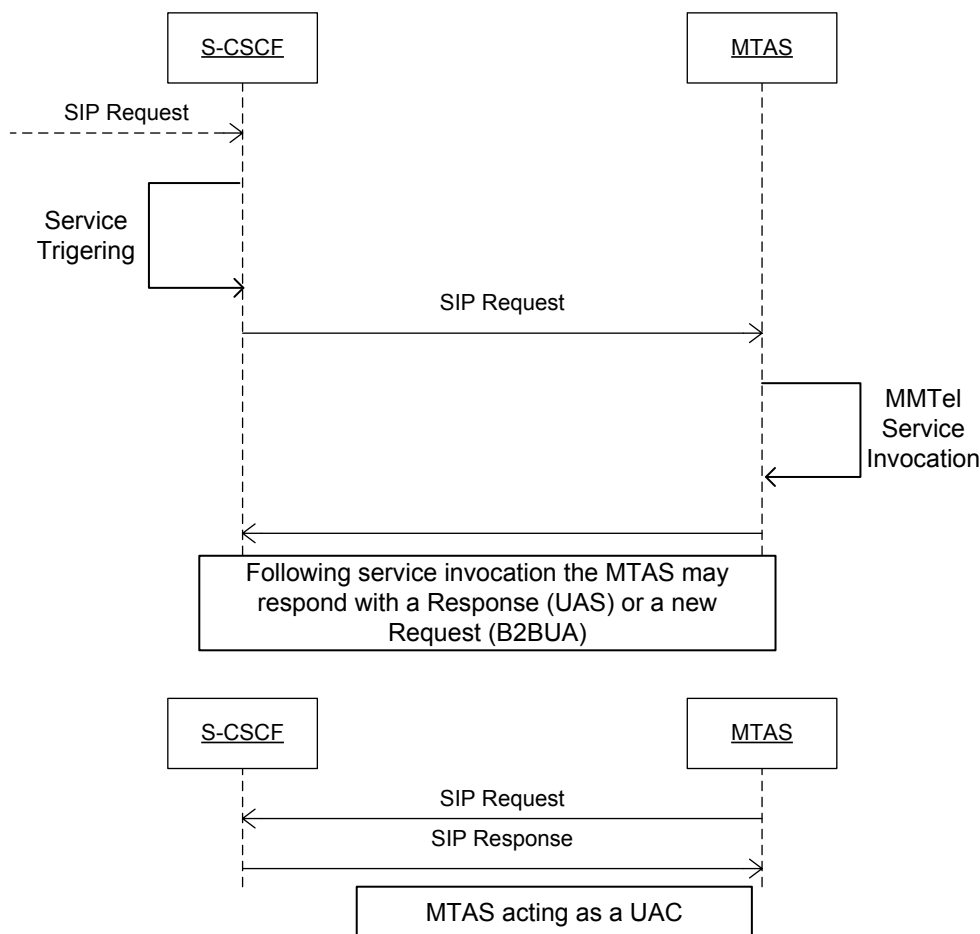 S-CSCF
MTAS
SIP Request
Service
Trigering
SIP Request
MMTel
Service
Invocation
Following service invocation the MTAS may
respond with a Response (UAS) or a new
Request (B2BUA)
S-CSCF
MTAS
SIP Request
SIP Response
MTAS acting as a UAC